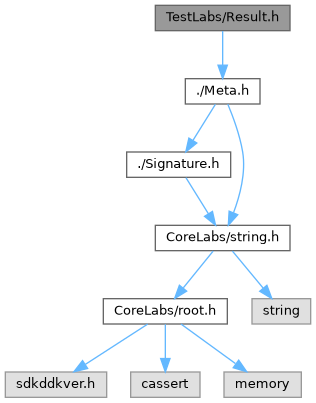 TestLabs/Result.h
./Meta.h
./Signature.h
CoreLabs/string.h
CoreLabs/root.h
string
sdkddkver.h
cassert
memory